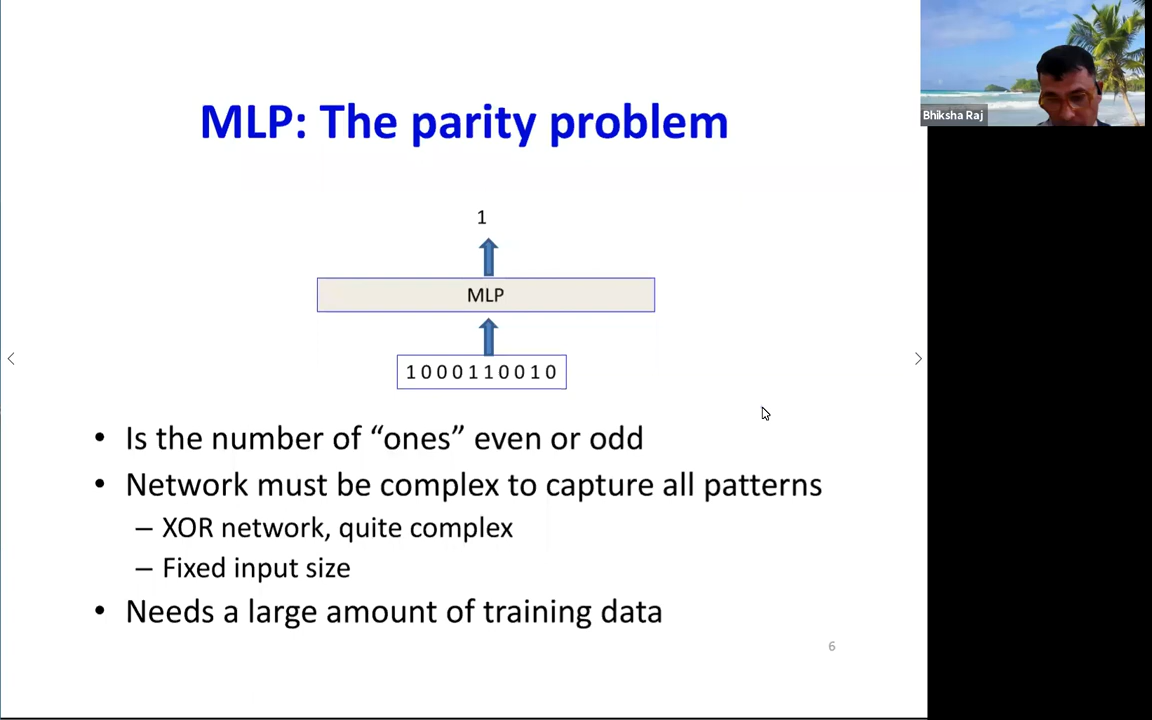 MLP: The parity problem
Bhiksha Raj
1
MLP
1 0 0 0 1 1 0 0 1 0
• Is the number of “ones” even or odd
• Network must be complex to capture all patterns
– XOR network, quite complex
– Fixed input size
• Needs a large amount of training data
6